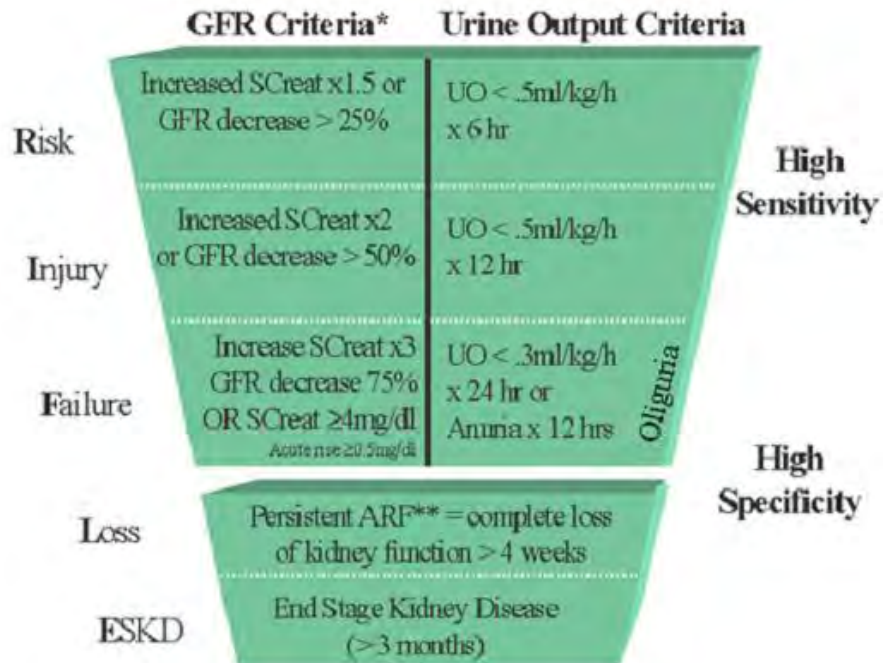 GFR Criteria* Urine Output Criteria
Risk
Increased SCreat x1.5 or
GFR decrease > 25%
UO < .5ml/kg/h
x 6 hr
High
Sensitivity
Injury
Increased SCreat x2
or GFR decrease > 50%
UO < .5ml/kg/h
x 12 hr
Failure
Increase SCreat x3
GFR decrease 75%
OR SCreat ≥4mg/dl
Acute rise ≥0.5mg/dl
UO < .3ml/kg/h
x 24 hr or
Anuria x 12 hrs
Oliguria
High
Specificity
Loss
Persistent ARF** = complete loss
of kidney function > 4 weeks
ESKD
End Stage Kidney Disease
(> 3 months)